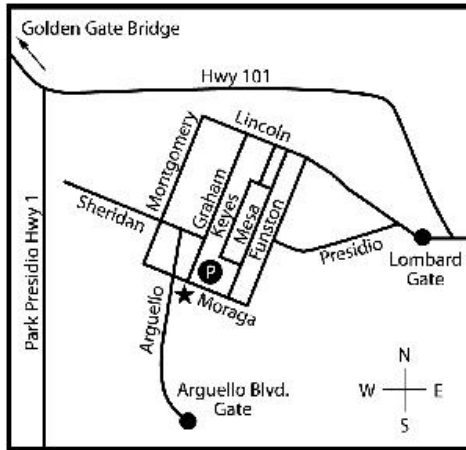 Golden Gate Bridge
Hwy 101
Lincoln
Montgomery
Graham
Keyes
Mesa
Funston
Sheridan
Presidio
Lombard
Gate
P
Moraga
Arguello
Park Presidio Hwy 1
Arguello Blvd.
Gate
N
W
E
S